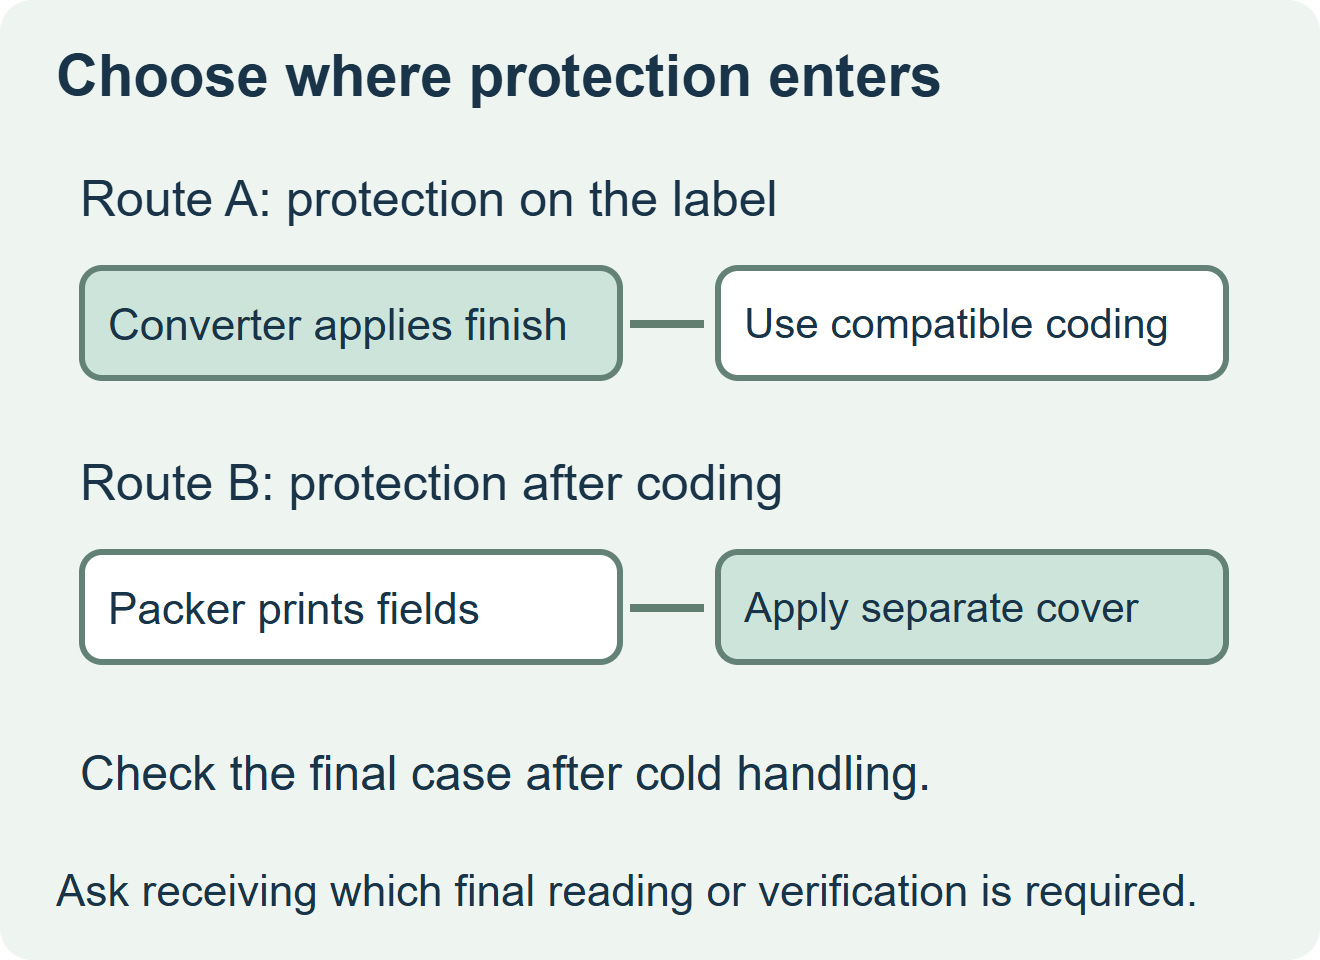 Choose where protection enters
Route A: protection on the label
Converter applies finish
Use compatible coding
Route B: protection after coding
Packer prints fields
Apply separate cover
Check the final case after cold handling.
Ask receiving which final reading or verification is required.